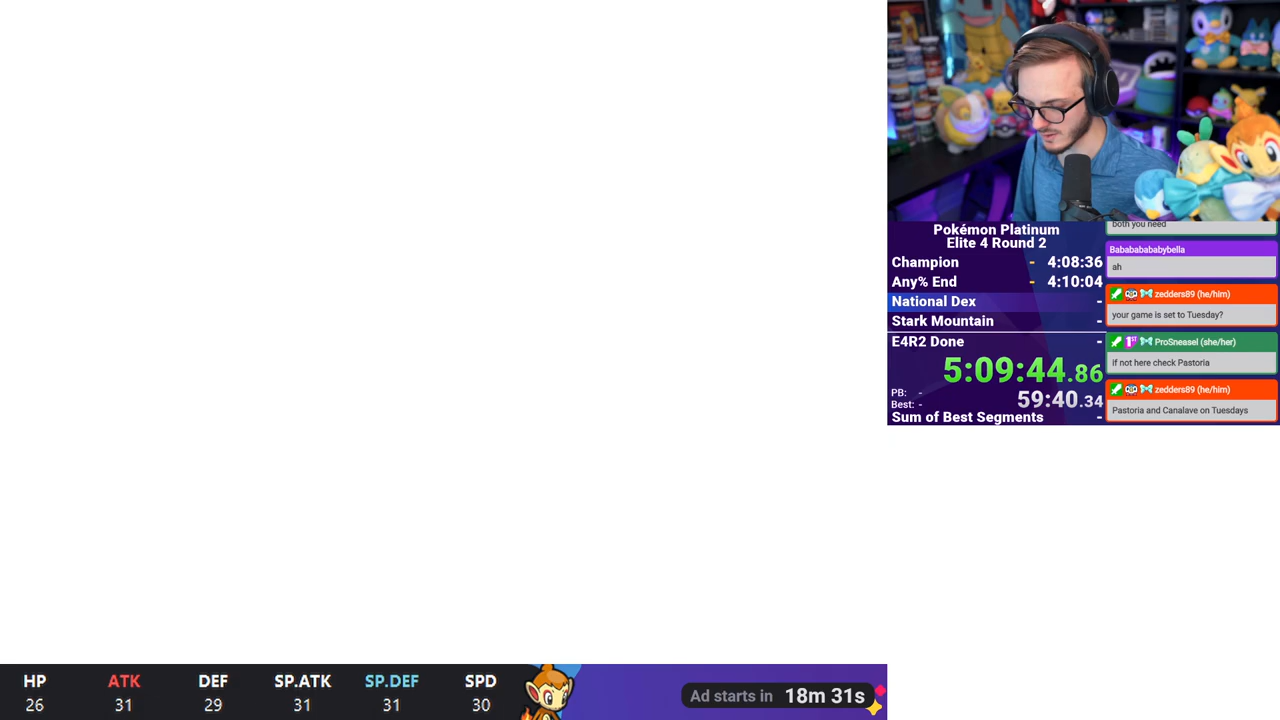 Pokémon Platinum
Elite 4 Round 2
Champion - 4:08:36
Any% End - 4:10:04
National Dex -
Stark Mountain -
E4R2 Done -
5:09:44.86
PB: -
59:40.34
Best: -
Sum of Best Segments -
both you need
Babababababybella
ah
zedders89 (he/him)
your game is set to Tuesday?
1ST ProSneasel (she/her)
if not here check Pastoria
zedders89 (he/him)
Pastoria and Canalave on Tuesdays
HP ATK DEF SP.ATK SP.DEF SPD
26 31 29 31 31 30
Ad starts in 18m 31s